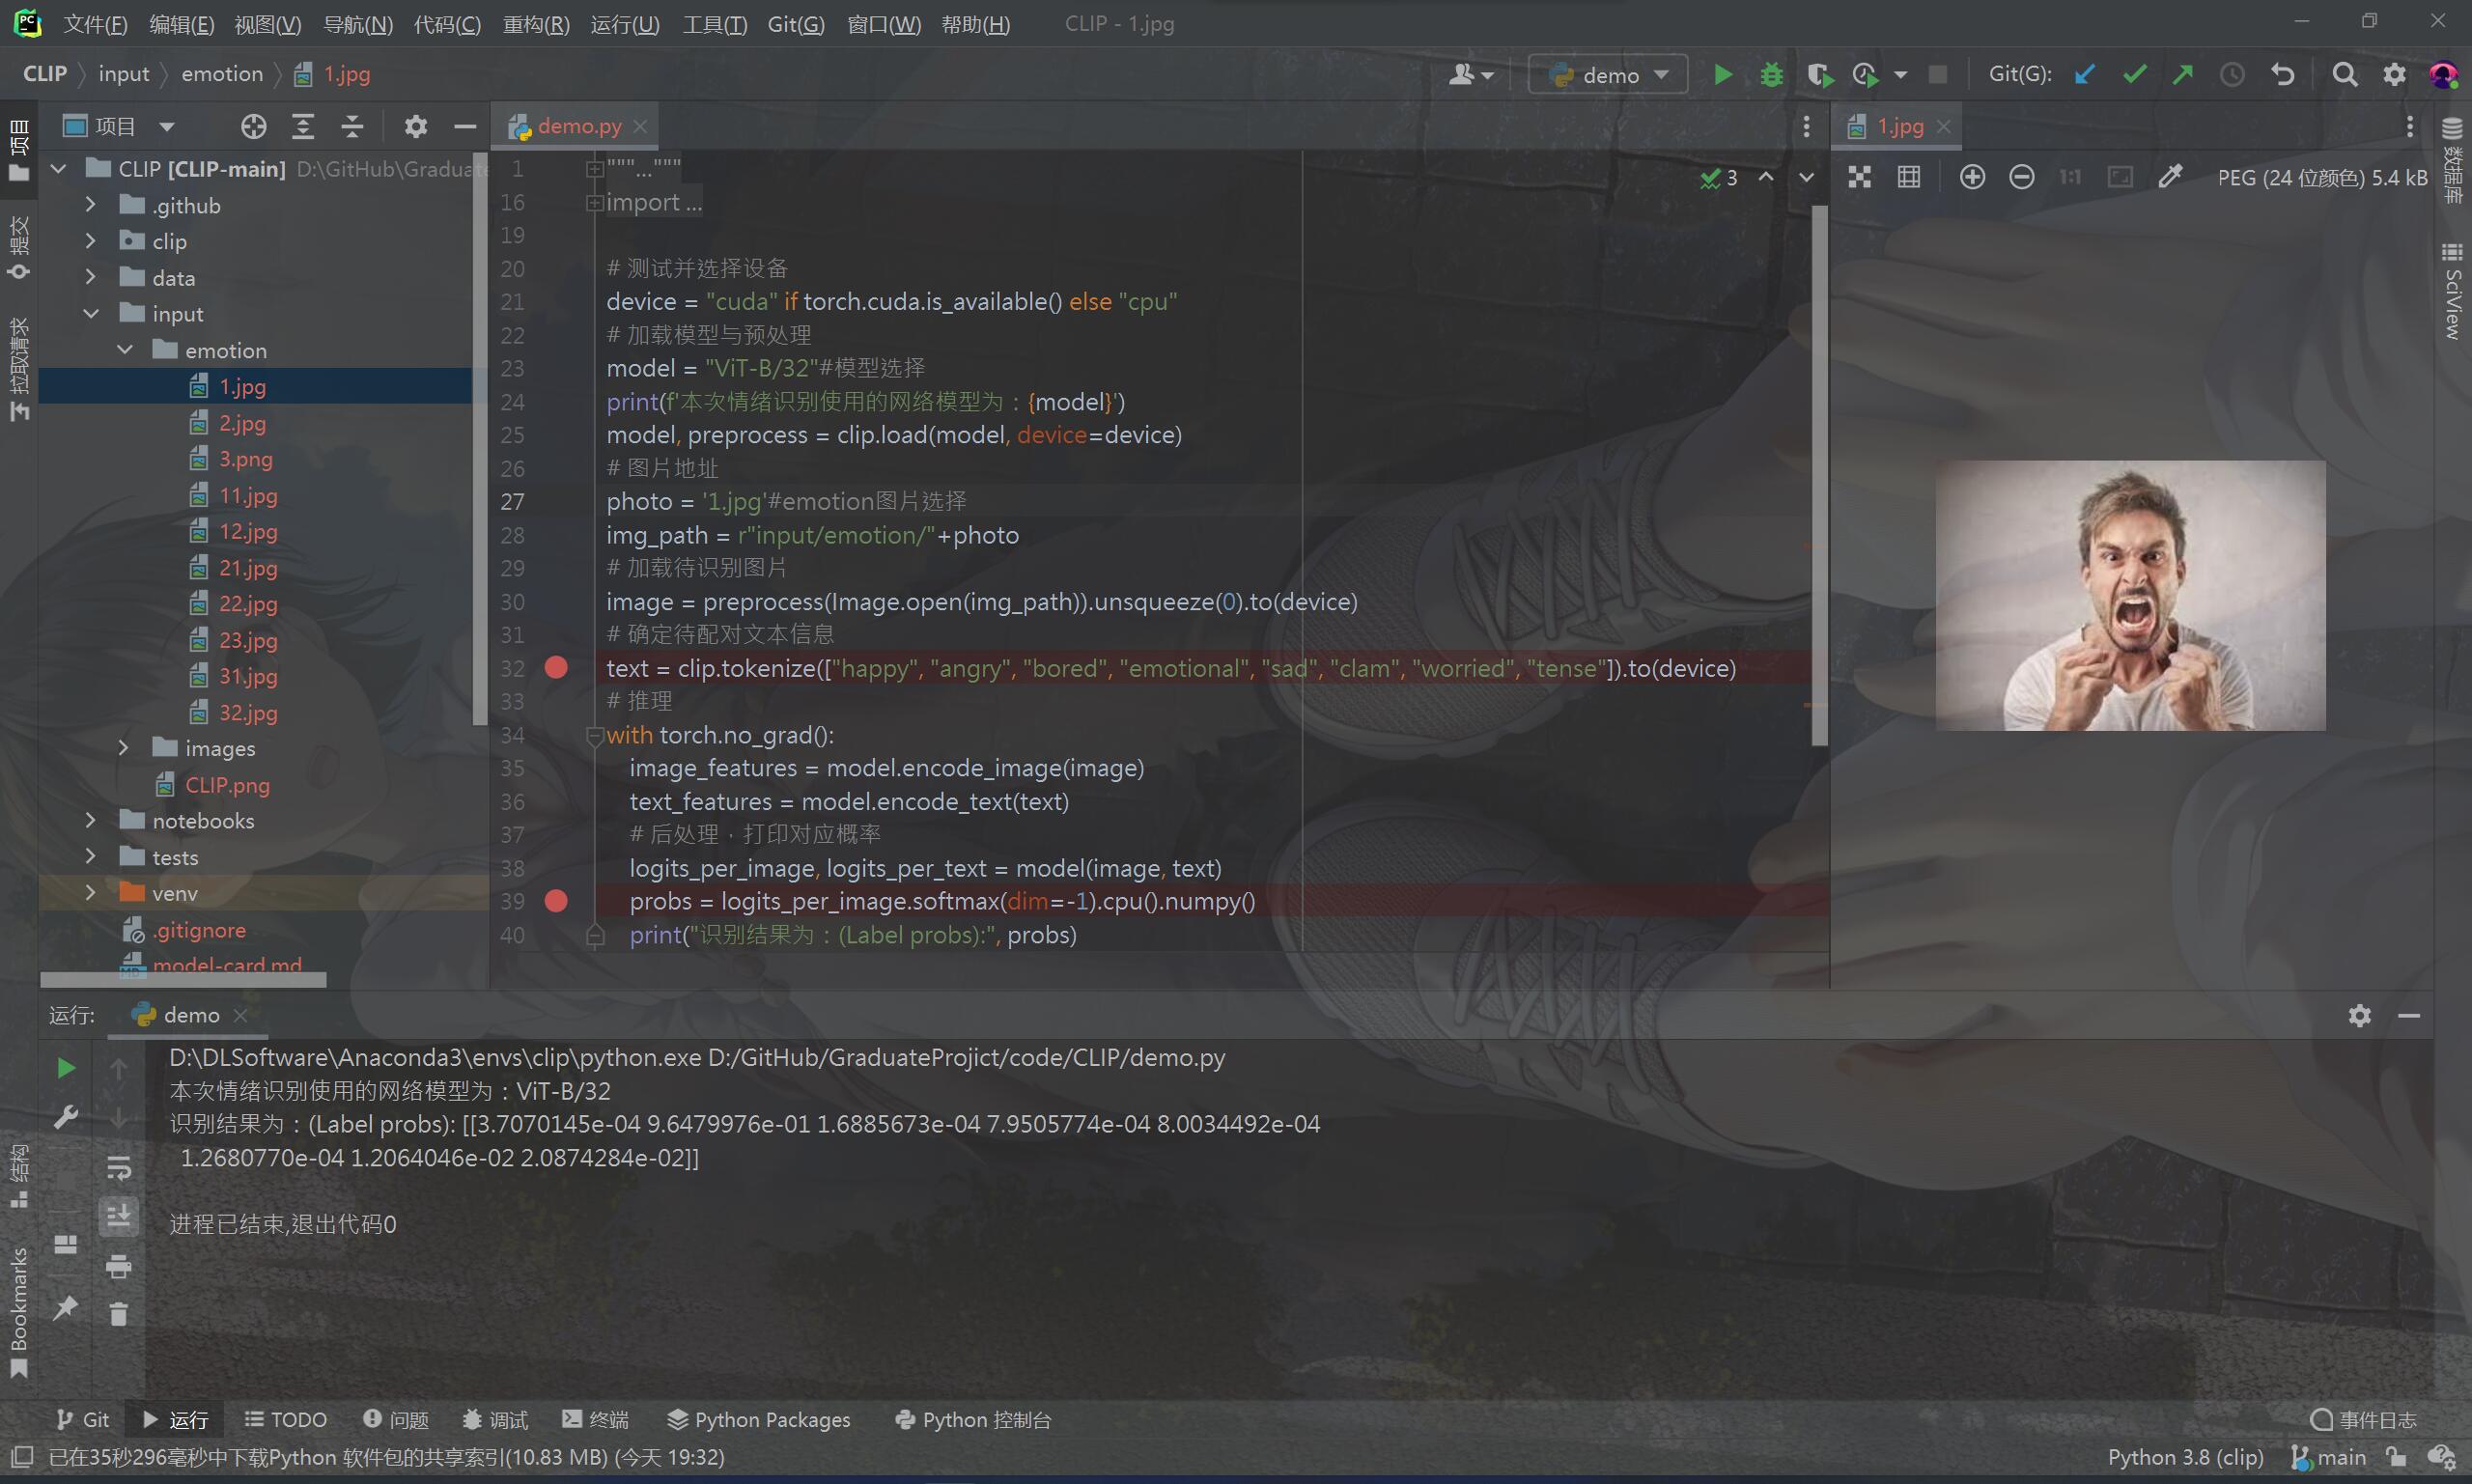 文件(F) 编辑(E) 视图(V) 导航(N) 代码(C) 重构(R) 运行(U) 工具(T) Git(G) 窗口(W) 帮助(H) CLIP - 1.jpg
CLIP input emotion 1.jpg
demo
Git(G):
项目
demo.py
1.jpg
项目
提交
拉取请求
CLIP [CLIP-main] D:\GitHub\Graduate
.github
clip
data
input
emotion
1.jpg
2.jpg
3.png
11.jpg
12.jpg
21.jpg
22.jpg
23.jpg
31.jpg
32.jpg
images
CLIP.png
notebooks
tests
venv
.gitignore
model-card.md
3
1 """..."""
16 import ...
19
20 # 测试并选择设备
21 device = "cuda" if torch.cuda.is_available() else "cpu"
22 # 加载模型与预处理
23 model = "ViT-B/32"#模型选择
24 print(f'本次情绪识别使用的网络模型为：{model}')
25 model, preprocess = clip.load(model, device=device)
26 # 图片地址
27 photo = '1.jpg'#emotion图片选择
28 img_path = r"input/emotion/"+photo
29 # 加载待识别图片
30 image = preprocess(Image.open(img_path)).unsqueeze(0).to(device)
31 # 确定待配对文本信息
32 text = clip.tokenize(["happy", "angry", "bored", "emotional", "sad", "clam", "worried", "tense"]).to(device)
33 # 推理
34 with torch.no_grad():
35 image_features = model.encode_image(image)
36 text_features = model.encode_text(text)
37 # 后处理，打印对应概率
38 logits_per_image, logits_per_text = model(image, text)
39 probs = logits_per_image.softmax(dim=-1).cpu().numpy()
40 print("识别结果为：(Label probs):", probs)
1:1 PEG (24 位颜色) 5.4 kB
数据库
SciView
运行: demo
D:\DLSoftware\Anaconda3\envs\clip\python.exe D:/GitHub/GraduateProjict/code/CLIP/demo.py
本次情绪识别使用的网络模型为：ViT-B/32
识别结果为：(Label probs): [[3.7070145e-04 9.6479976e-01 1.6885673e-04 7.9505774e-04 8.0034492e-04
1.2680770e-04 1.2064046e-02 2.0874284e-02]]
进程已结束,退出代码0
结构
Bookmarks
Git 运行 TODO 问题 调试 终端 Python Packages Python 控制台 事件日志
已在35秒296毫秒中下载Python 软件包的共享索引(10.83 MB) (今天 19:32) Python 3.8 (clip) main